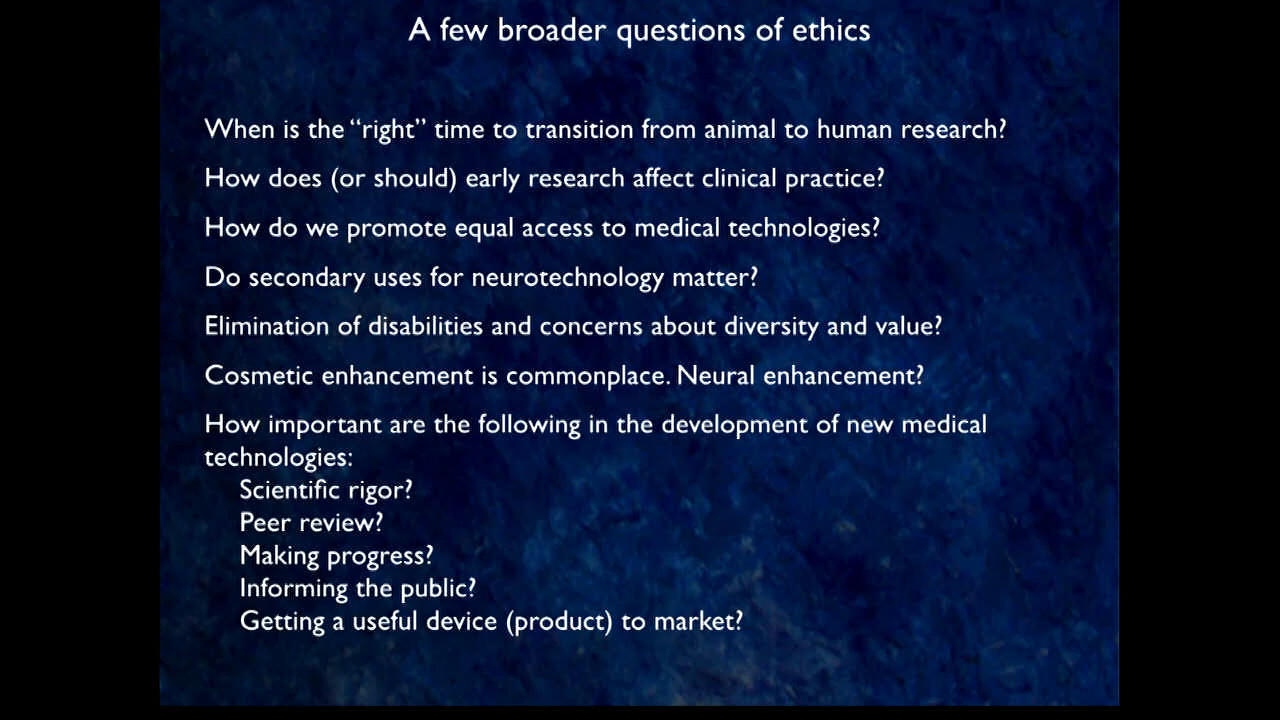 A few broader questions of ethics
When is the “right” time to transition from animal to human research?
How does (or should) early research affect clinical practice?
How do we promote equal access to medical technologies?
Do secondary uses for neurotechnology matter?
Elimination of disabilities and concerns about diversity and value?
Cosmetic enhancement is commonplace. Neural enhancement?
How important are the following in the development of new medical
technologies:
Scientific rigor?
Peer review?
Making progress?
Informing the public?
Getting a useful device (product) to market?